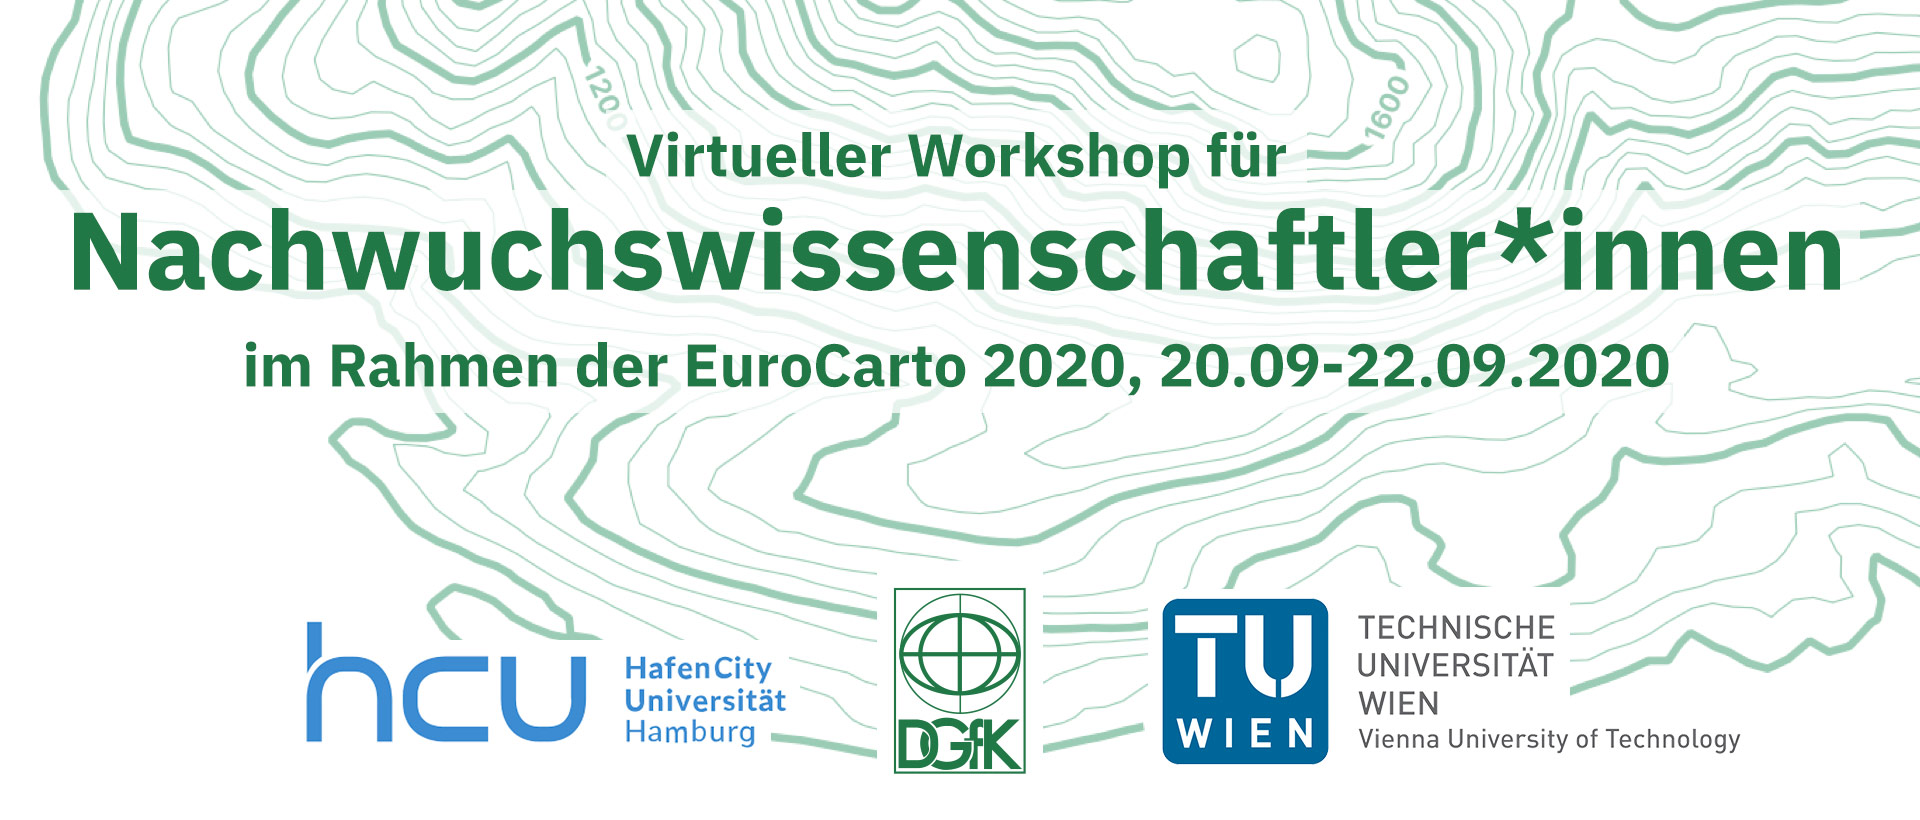 1200
1600
Virtueller Workshop für
Nachwuchswissenschaftler*innen
im Rahmen der EuroCarto 2020, 20.09-22.09.2020
hcu
HafenCity
Universität
Hamburg
DGfK
TU
WIEN
TECHNISCHE
UNIVERSITÄT
WIEN
Vienna University of Technology